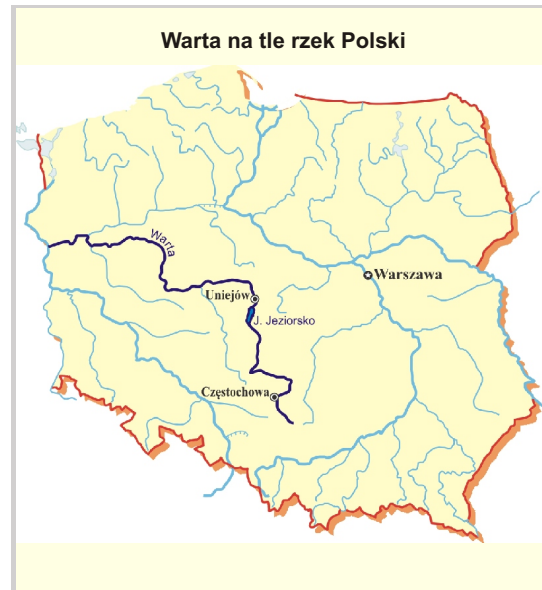 Warta na tle rzek Polski
Warta
Warszawa
Uniejów
J. Jeziorsko
Częstochowa